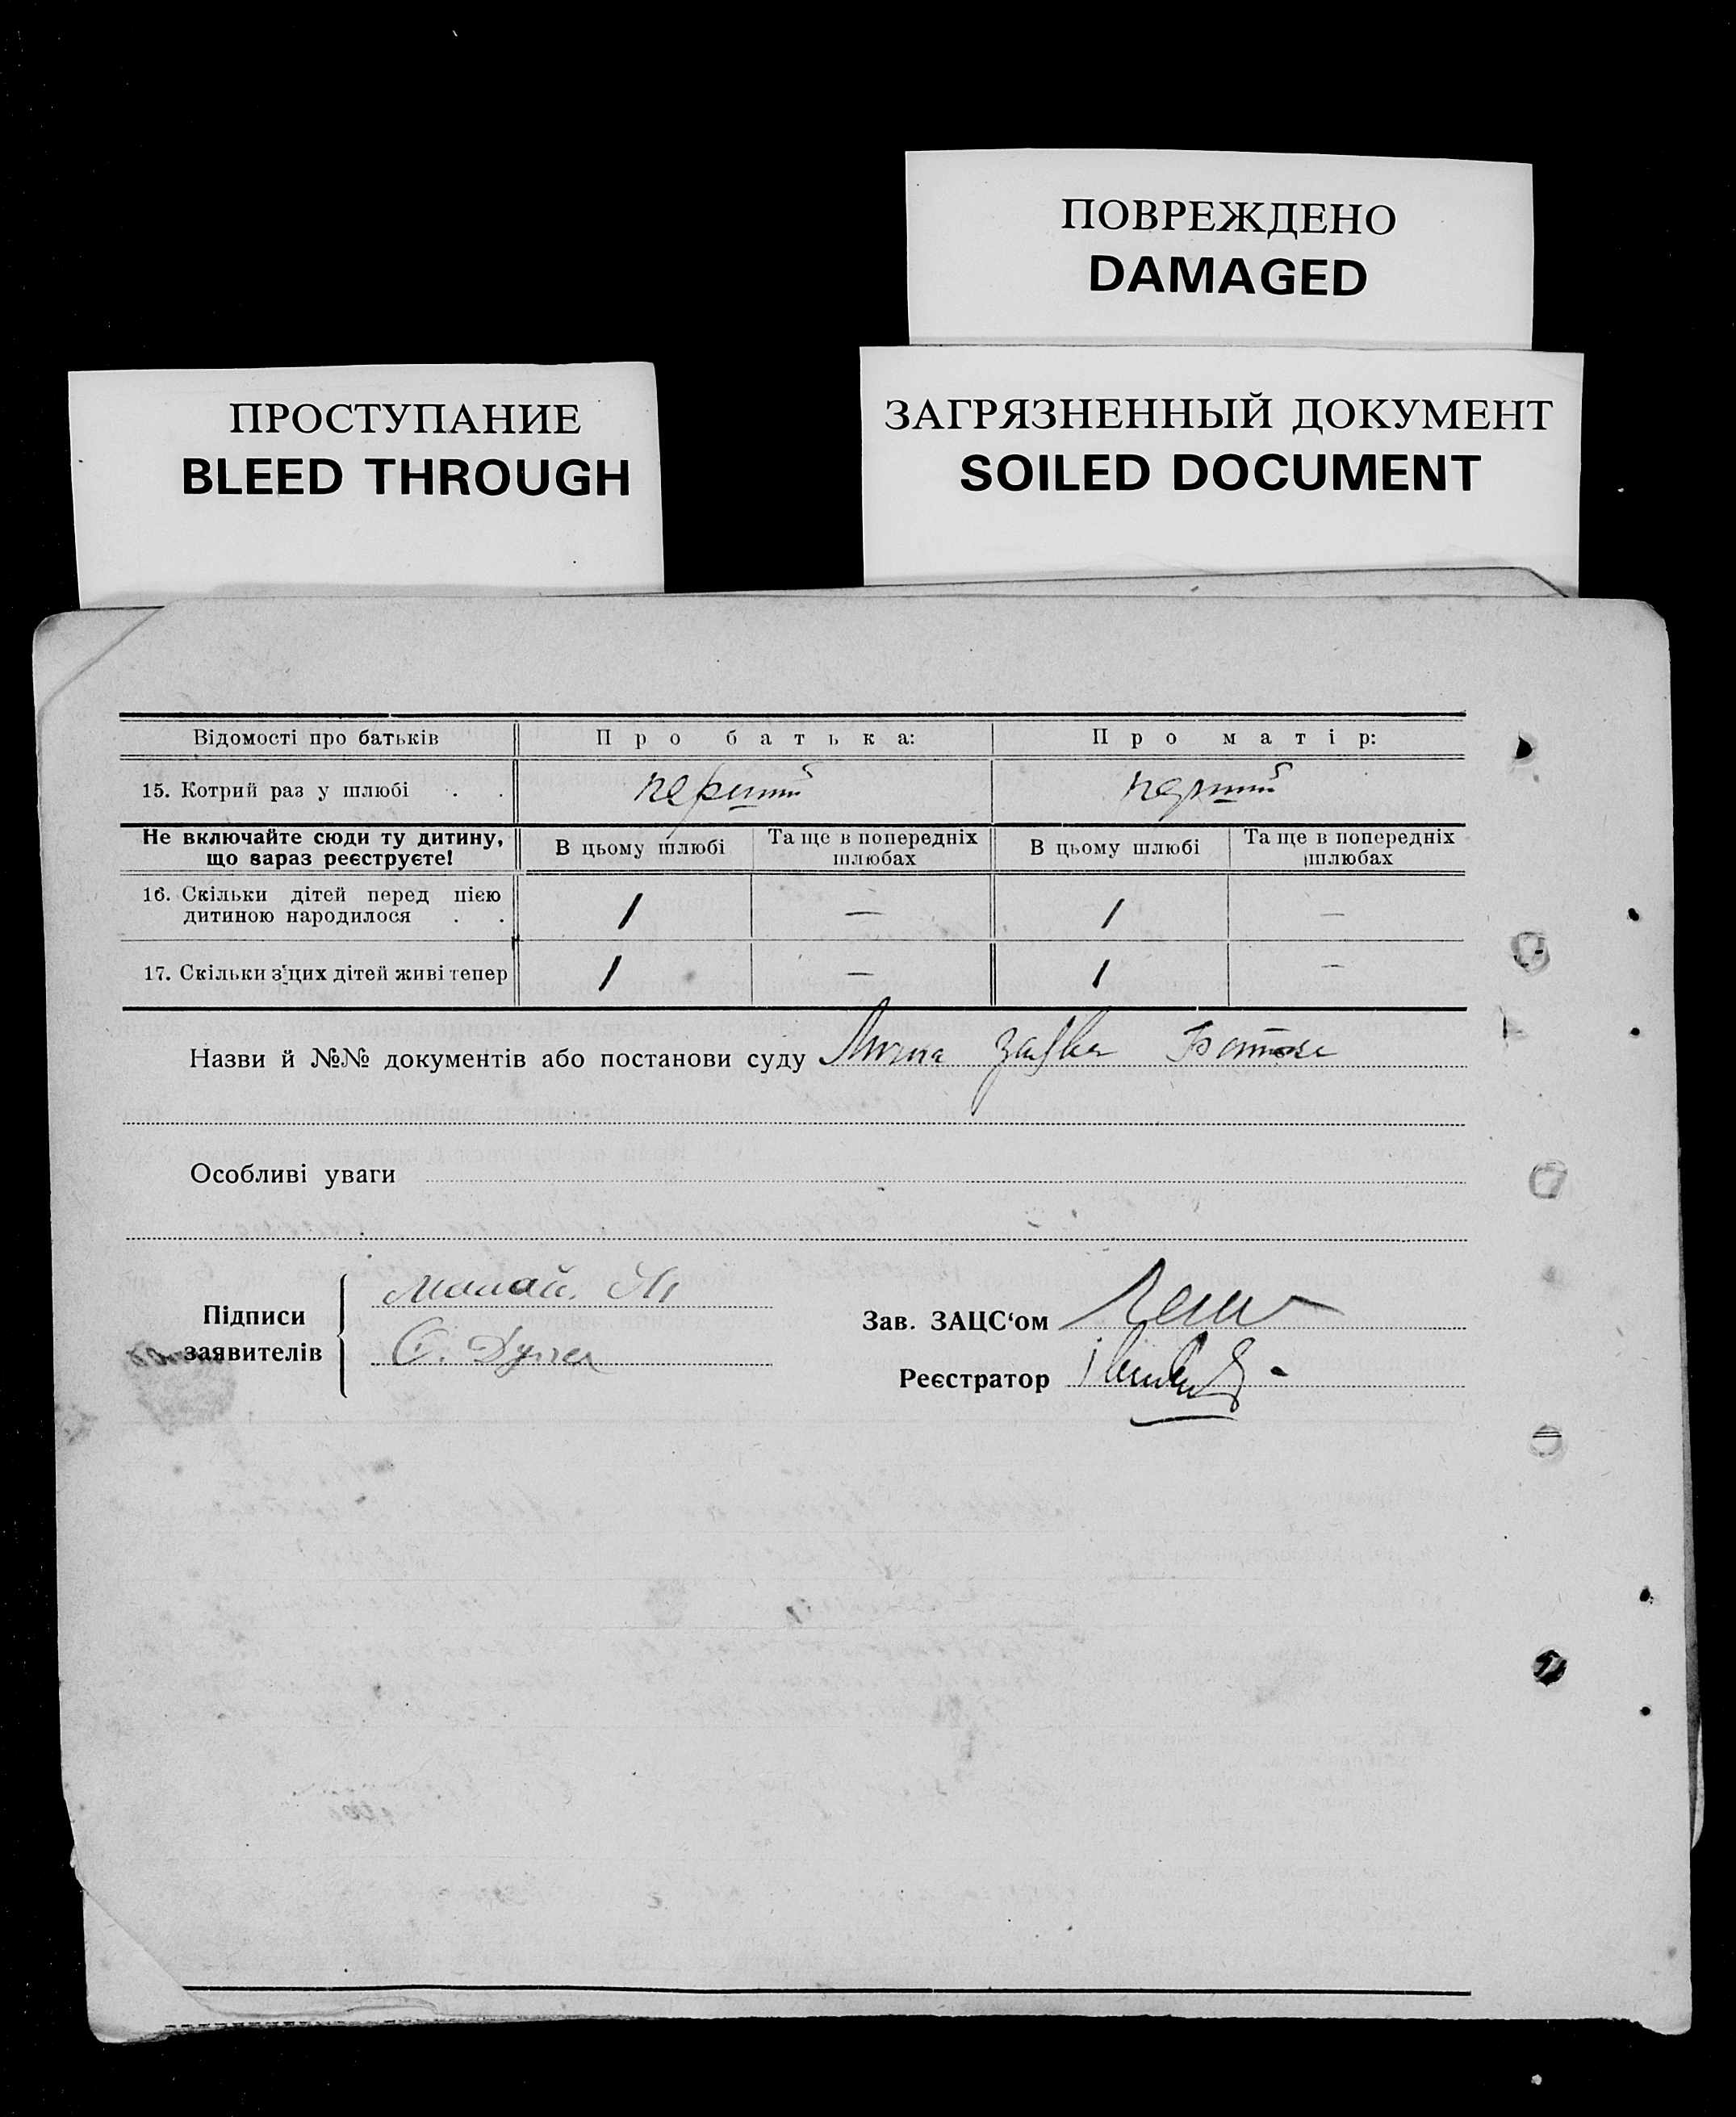 ПОВРЕЖДЕНО
DAMAGED
ПРОСТУПАНИЕ
BLEED THROUGH
ЗАГРЯЗНЕННЫЙ ДОКУМЕНТ
SOILED DOCUMENT
Відомості про батьків Про батька: Про матір:
15. Котрий раз у шлюбі . . перший перший
Не включайте сюди ту дитину, що зараз реєструєте! В цьому шлюбі Та ще в попередніх шлюбах В цьому шлюбі Та ще в попередніх шлюбах
16. Скільки дітей перед цією
дитиною народилося . . 1 — 1 —
17. Скільки з'цих дітей живі тепер 1 — 1 —
Назви й №№ документів або постанови суду
Особливі уваги
Підписи
заявителів
Зав. ЗАЦС'ом
Реєстратор